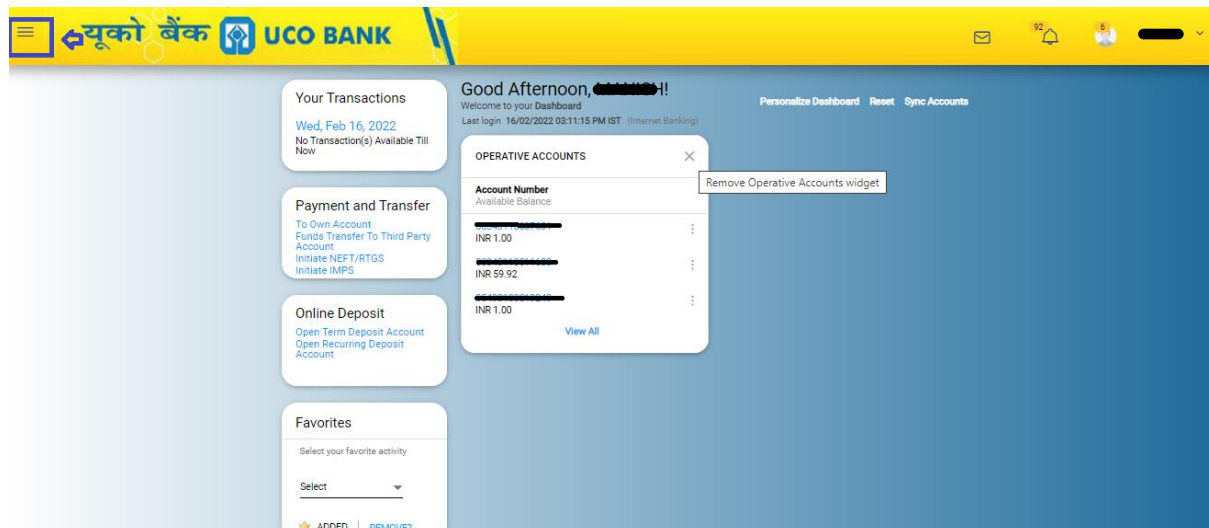 यूको बैंक UCO BANK
92
6
Your Transactions
Wed, Feb 16, 2022
No Transaction(s) Available Till
Now
Payment and Transfer
To Own Account
Funds Transfer To Third Party
Account
Initiate NEFT/RTGS
Initiate IMPS
Online Deposit
Open Term Deposit Account
Open Recurring Deposit
Account
Favorites
Select your favorite activity
Select
ADDED | REMOVE?
Good Afternoon, !
Welcome to your Dashboard
Last login 16/02/2022 03:11:15 PM IST (Internet Banking)
Personalize Dashboard Reset Sync Accounts
OPERATIVE ACCOUNTS
Remove Operative Accounts widget
Account Number
Available Balance
INR 1.00
INR 59.92
INR 1.00
View All